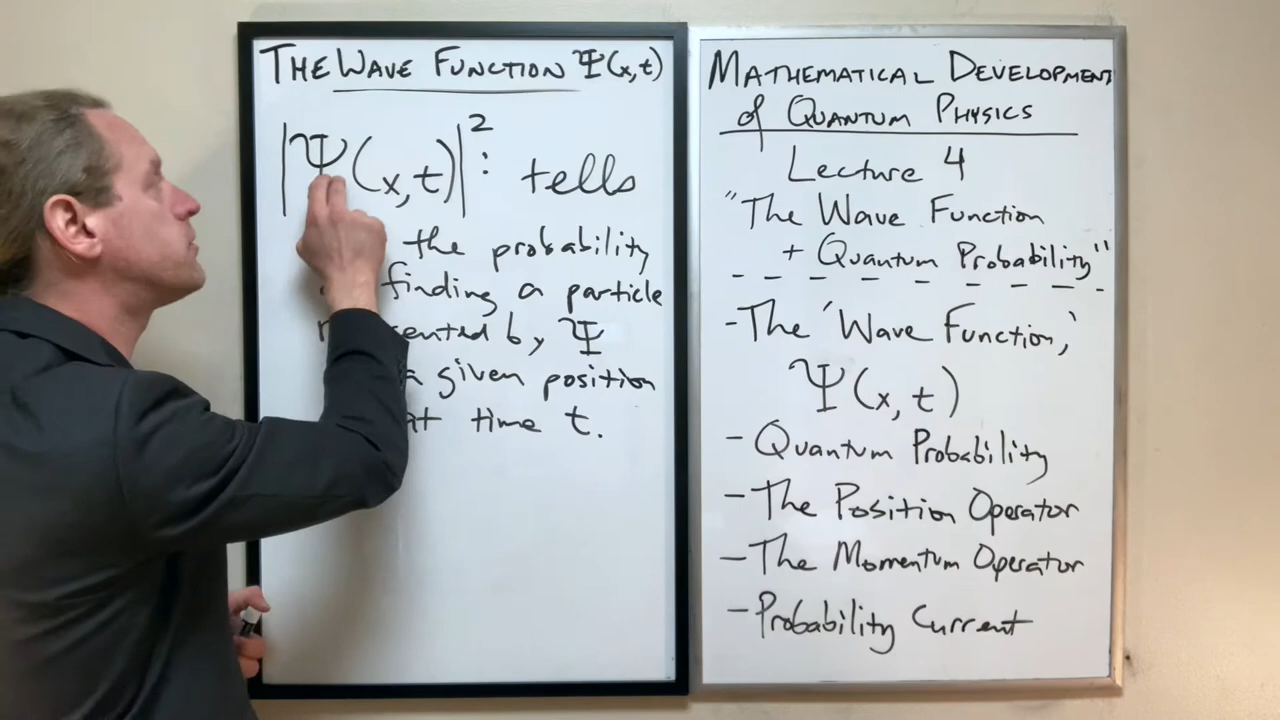 THE WAVE FUNCTION Ψ(x,t)
|Ψ(x,t)|²: tells
the probability
finding a particle
by Ψ
a given position
at time t.
MATHEMATICAL DEVELOPMENT
of QUANTUM PHYSICS
Lecture 4
"The Wave Function
+ Quantum Probability"
- The 'Wave Function,'
Ψ(x,t)
- Quantum Probability
- The Position Operator
- The Momentum Operator
- Probability Current